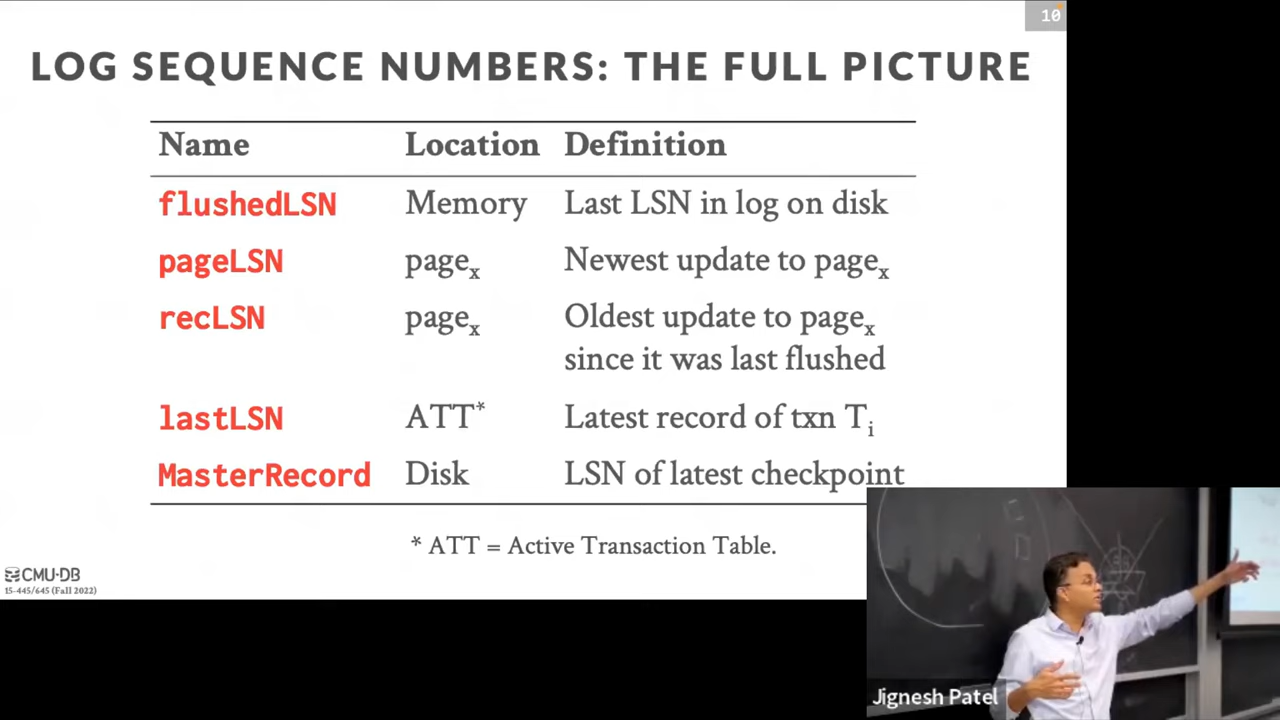 10
LOG SEQUENCE NUMBERS: THE FULL PICTURE
Name Location Definition
flushedLSN Memory Last LSN in log on disk
pageLSN pagex Newest update to pagex
recLSN pagex Oldest update to pagex
since it was last flushed
lastLSN ATT* Latest record of txn Ti
MasterRecord Disk LSN of latest checkpoint
* ATT = Active Transaction Table.
CMU·DB
15-445/645 (Fall 2022)
Jignesh Patel